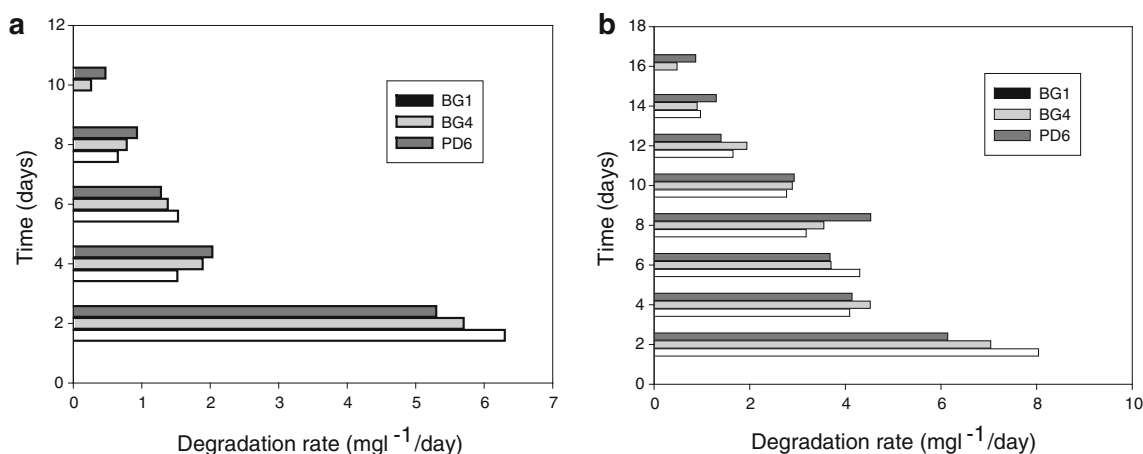 a
12
10
8
6
4
2
0
Time (days)
BG1
BG4
PD6
0 1 2 3 4 5 6 7
Degradation rate (mgl -1/day)
b
18
16
14
12
10
8
6
4
2
0
Time (days)
BG1
BG4
PD6
0 2 4 6 8 10
Degradation rate (mgl -1/day)